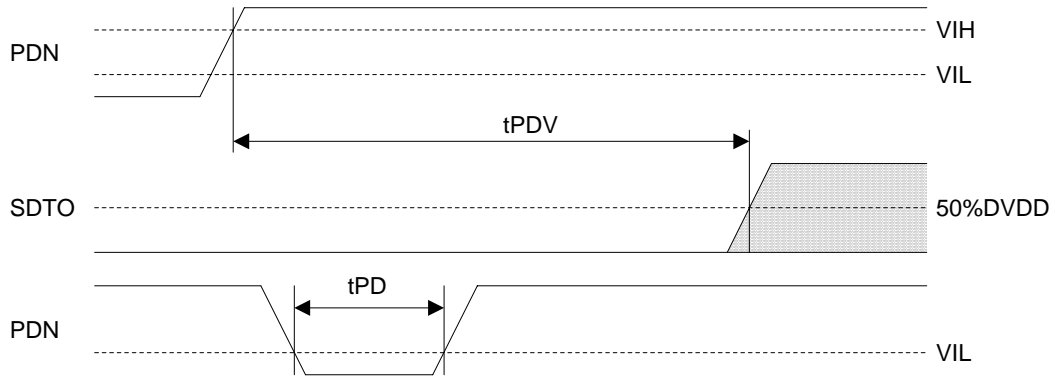 PDN
VIH
VIL
tPDV
SDTO
50%DVDD
tPD
PDN
VIL